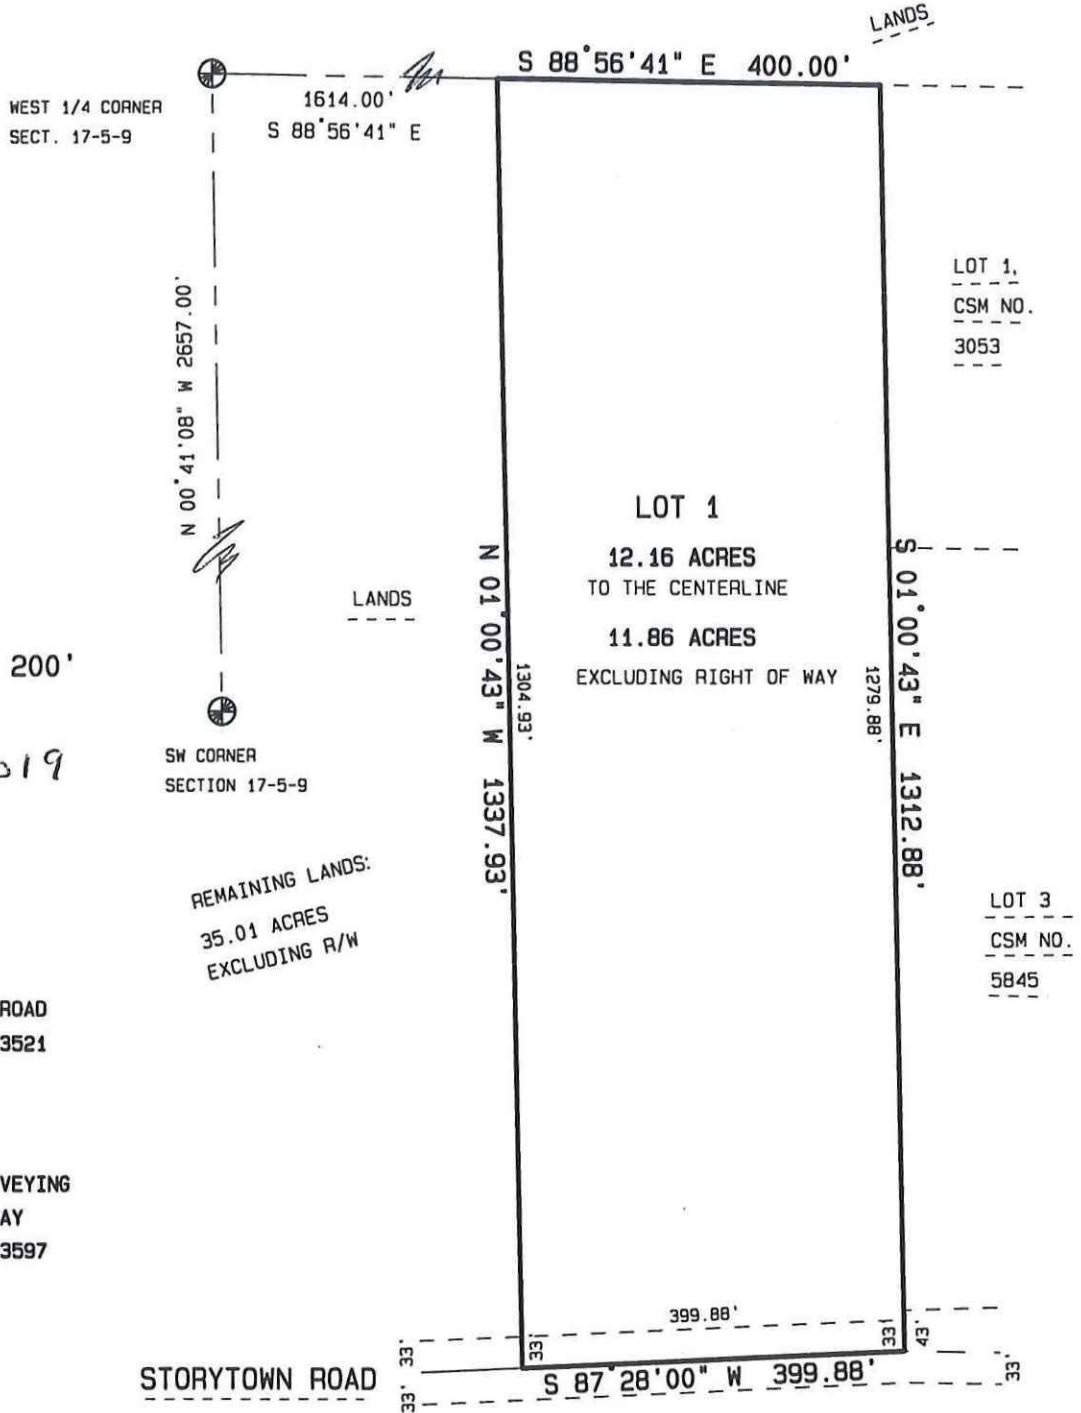 LANDS
S 88°56'41" E 400.00'
WEST 1/4 CORNER
SECT. 17-5-9
1614.00'
S 88°56'41" E
N 00°41'08" W 2657.00'
LOT 1,
CSM NO.
3053
LOT 1
12.16 ACRES
TO THE CENTERLINE
11.86 ACRES
EXCLUDING RIGHT OF WAY
LANDS
N 01°00'43" W 1337.93'
1304.93'
1279.88'
S 01°00'43" E 1312.88'
200'
19
SW CORNER
SECTION 17-5-9
REMAINING LANDS:
35.01 ACRES
EXCLUDING R/W
LOT 3
CSM NO.
5845
ROAD
3521
VEYING
AY
3597
399.88'
33'
33'
33'
43'
STORYTOWN ROAD
S 87°28'00" W 399.88'
33'
33'